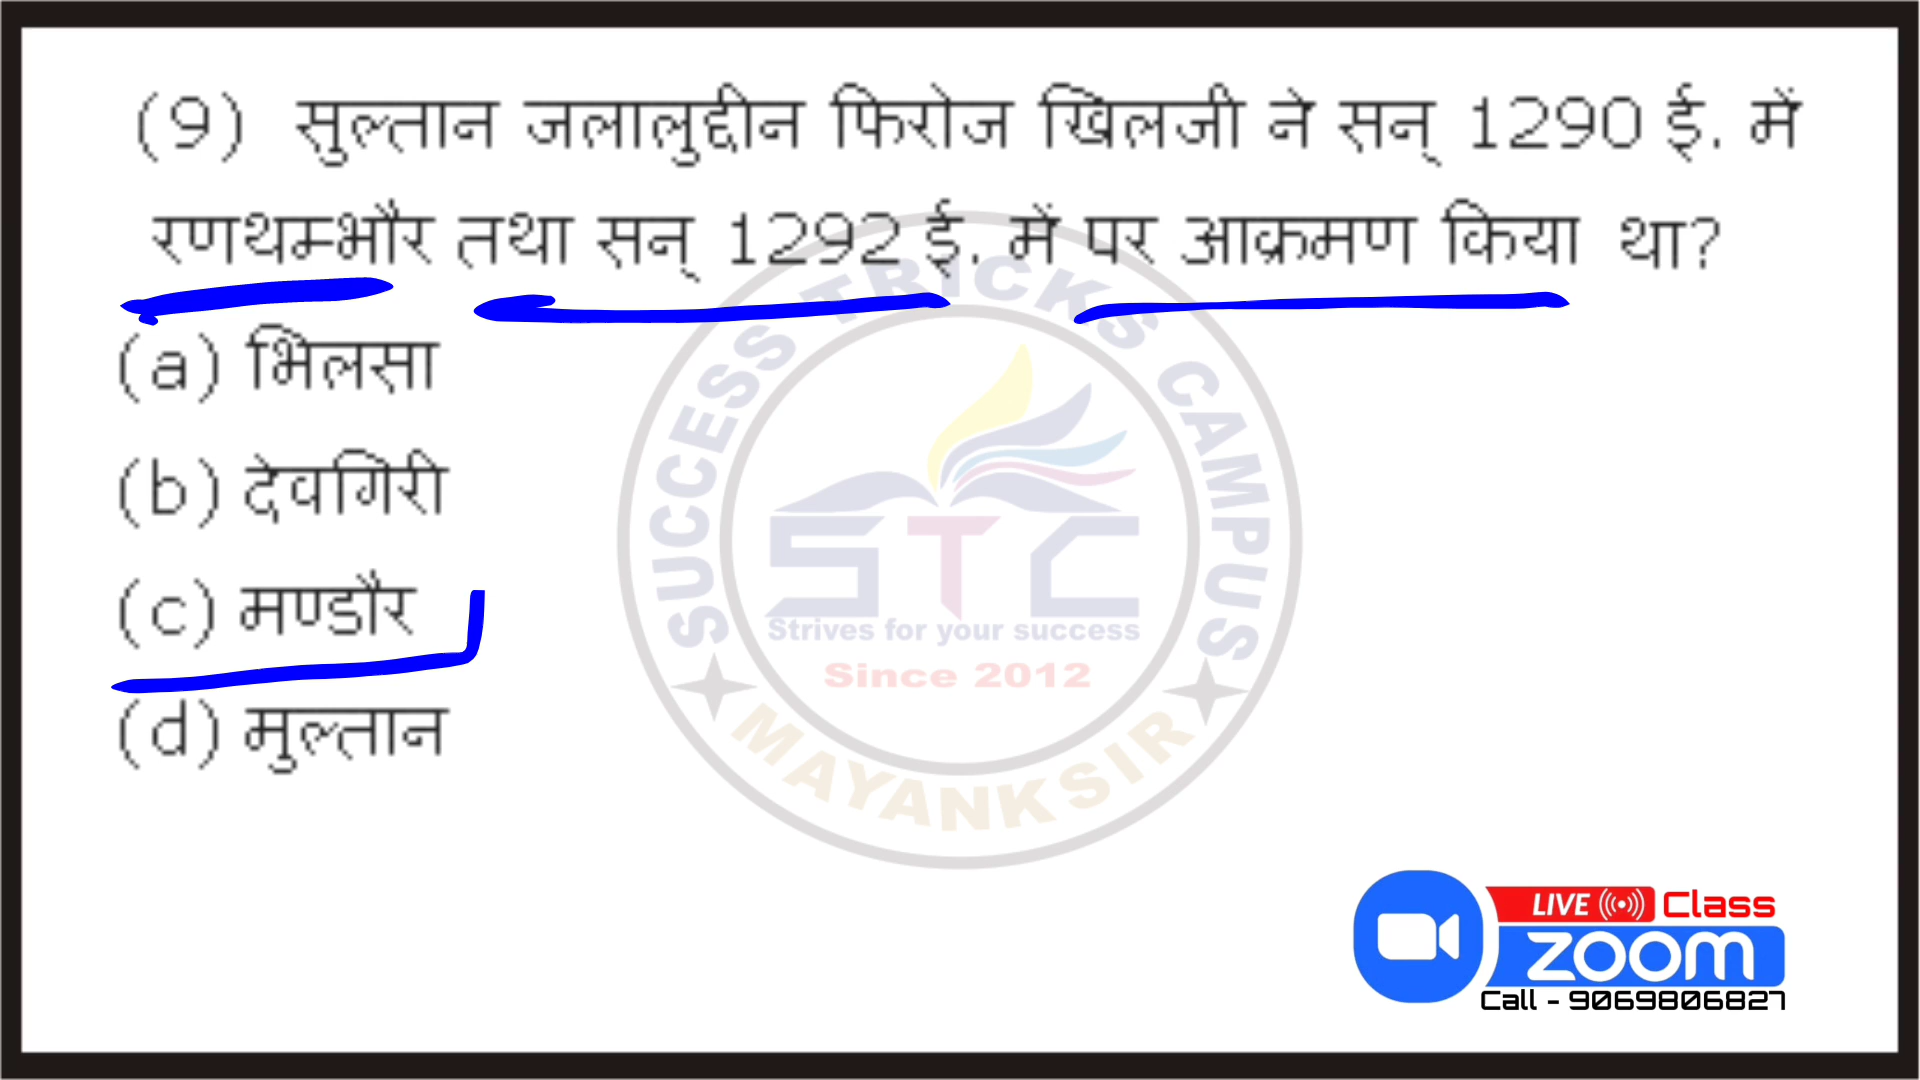 (9) सुल्तान जलालुद्दीन फिरोज खिलजी ने सन् 1290 ई. में
रणथम्भौर तथा सन् 1292 ई. में पर आक्रमण किया था?
(a) भिलसा
(b) देवगिरी
(c) मण्डौर
(d) मुल्तान
SUCCESS TRICKS CAMPUS
STC
Strives for your success
Since 2012
MAYANKSIR
LIVE Class
zoom
Call - 9069806827